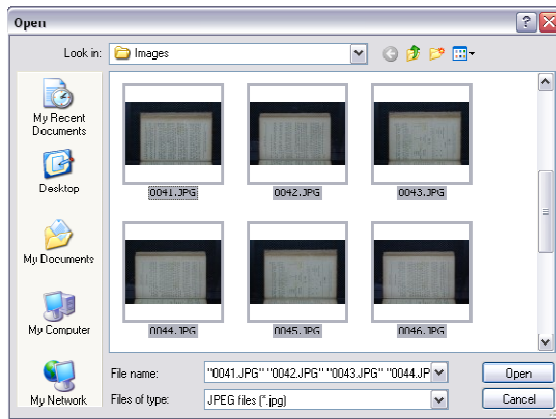 Open
Look in: Images
My Recent
Documents
Desktop
My Documents
My Computer
My Network
0041.JPG 0042.JPG 0043.JPG
0044.JPG 0045.JPG 0046.JPG
File name: "0041.JPG" "0042.JPG" "0043.JPG" "0044.JP
Open
Files of type: JPEG files (*.jpg)
Cancel